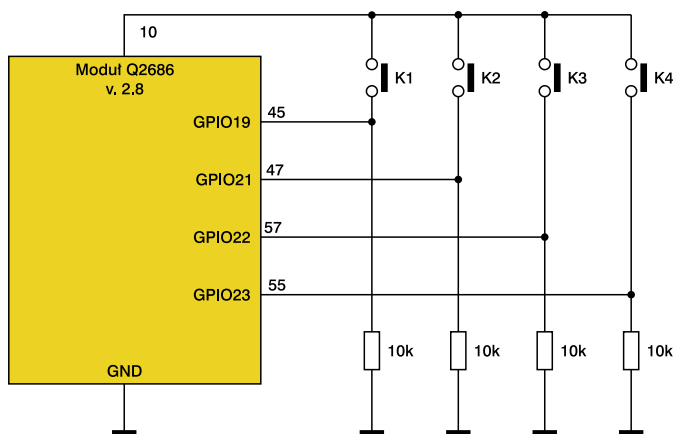 10
Moduł Q2686
v. 2.8
K1
K2
K3
K4
GPIO19
45
GPIO21
47
GPIO22
57
GPIO23
55
10k
10k
10k
10k
GND